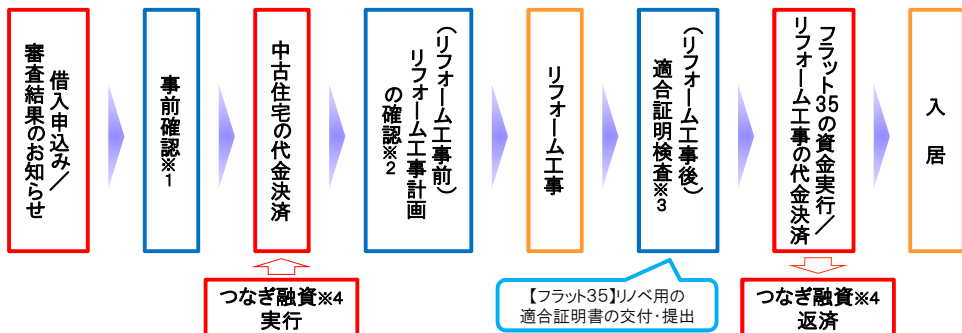 借入申込み／
審査結果のお知らせ
事前確認※1
中古住宅の代金決済
（リフォーム工事前）
リフォーム工事計画
の確認※2
リフォーム工事
（リフォーム工事後）
適合証明検査※3
フラット35の資金実行／
リフォーム工事の代金決済
入居
つなぎ融資※4
実行
【フラット35】リノベ用の
適合証明書の交付・提出
つなぎ融資※4
返済